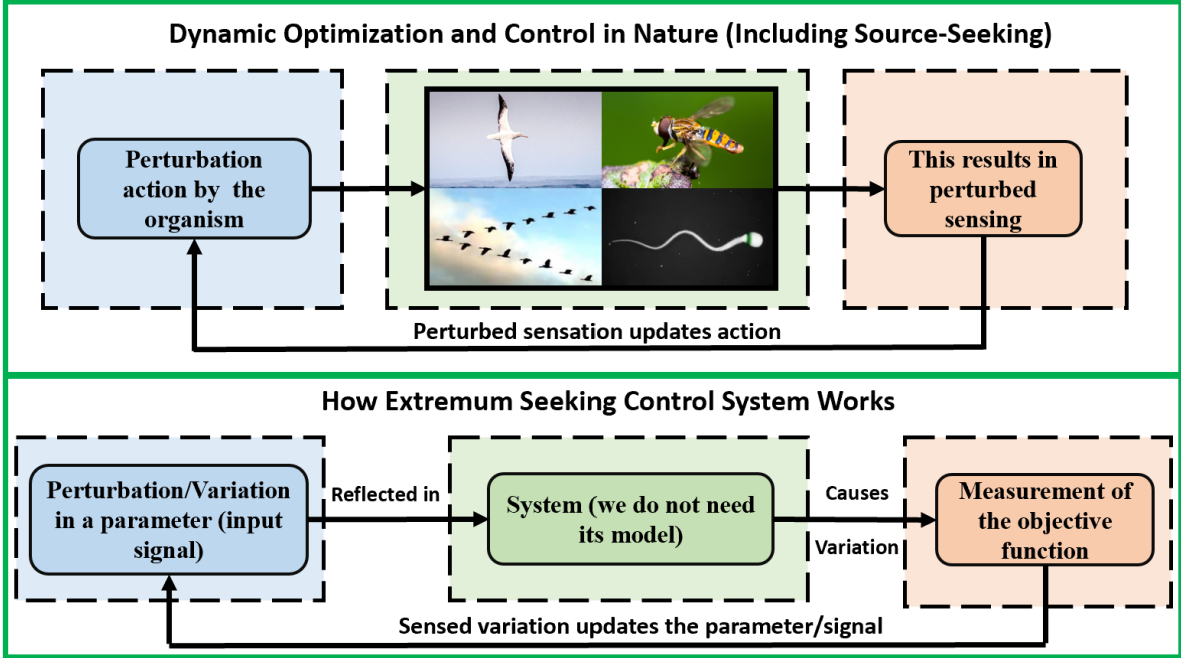 Dynamic Optimization and Control in Nature (Including Source-Seeking)
Perturbation
action by the
organism
This results in
perturbed
sensing
Perturbed sensation updates action
How Extremum Seeking Control System Works
Perturbation/Variation
in a parameter (input
signal)
Reflected in
System (we do not need
its model)
Causes
Variation
Measurement of
the objective
function
Sensed variation updates the parameter/signal